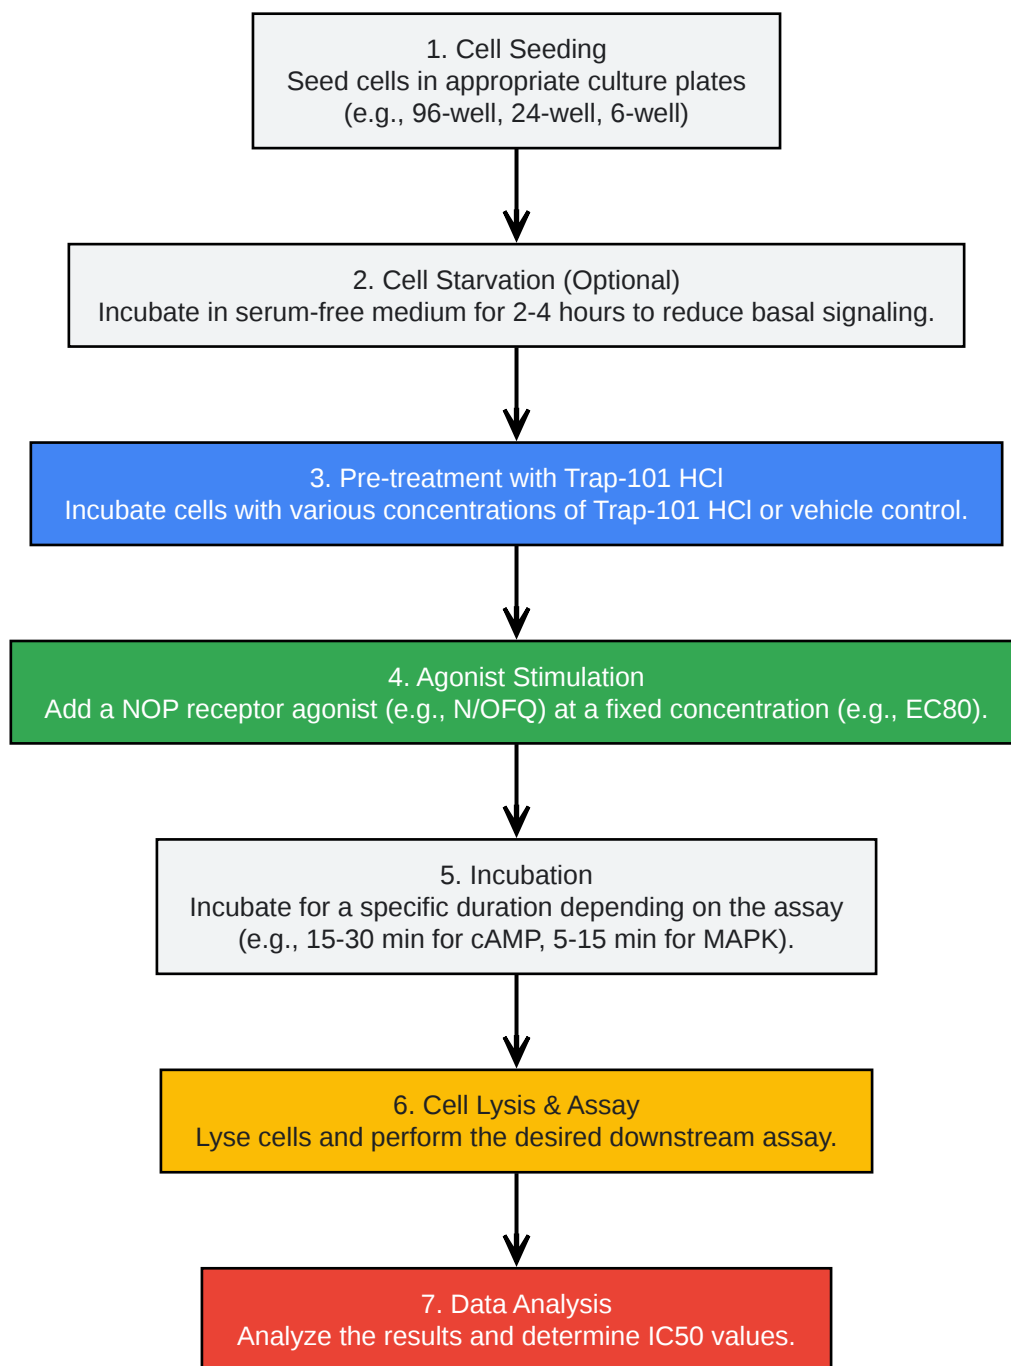 1. Cell Seeding
Seed cells in appropriate culture plates
(e.g., 96-well, 24-well, 6-well)
2. Cell Starvation (Optional)
Incubate in serum-free medium for 2-4 hours to reduce basal signaling.
3. Pre-treatment with Trap-101 HCl
Incubate cells with various concentrations of Trap-101 HCl or vehicle control.
4. Agonist Stimulation
Add a NOP receptor agonist (e.g., N/OFQ) at a fixed concentration (e.g., EC80).
5. Incubation
Incubate for a specific duration depending on the assay
(e.g., 15-30 min for cAMP, 5-15 min for MAPK).
6. Cell Lysis & Assay
Lyse cells and perform the desired downstream assay.
7. Data Analysis
Analyze the results and determine IC50 values.